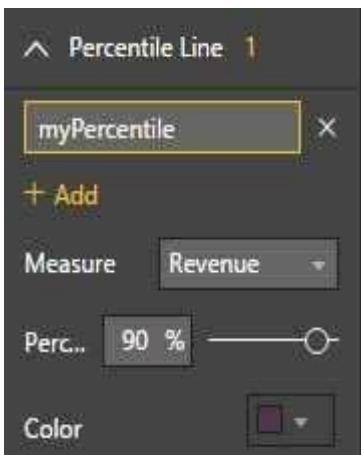 Percentile Line 1
myPercentile
+ Add
Measure Revenue
Perc... 90 %
Color